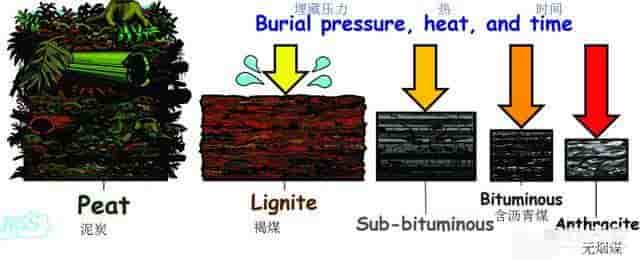 埋藏压力 热 时间
Burial pressure, heat, and time
Peat
泥炭
Lignite
褐煤
Sub-bituminous
Bituminous
含沥青煤
Anthracite
无烟煤